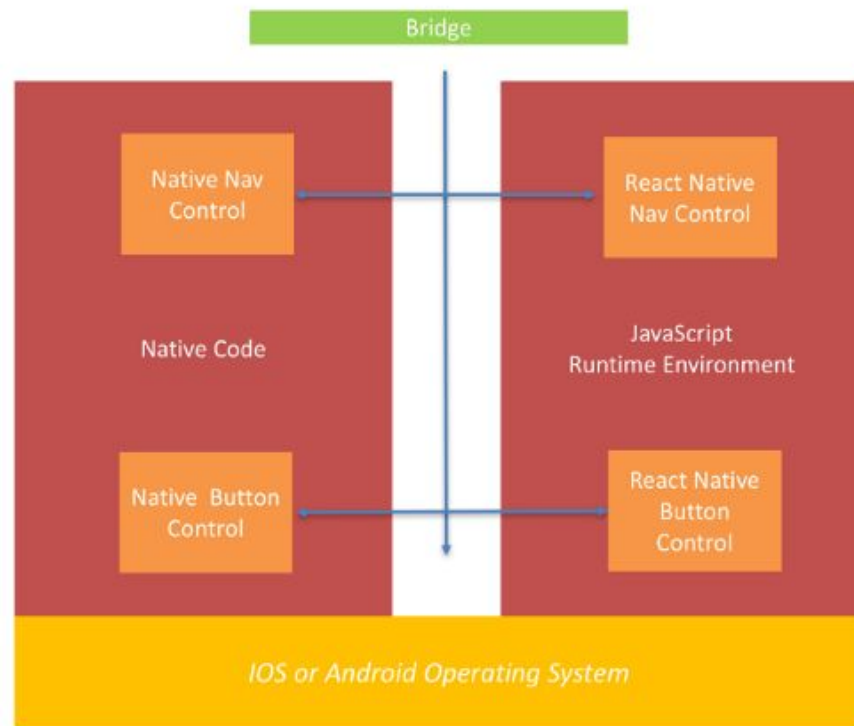 Bridge
Native Nav
Control
React Native
Nav Control
Native Code
JavaScript
Runtime Environment
Native Button
Control
React Native
Button
Control
IOS or Android Operating System